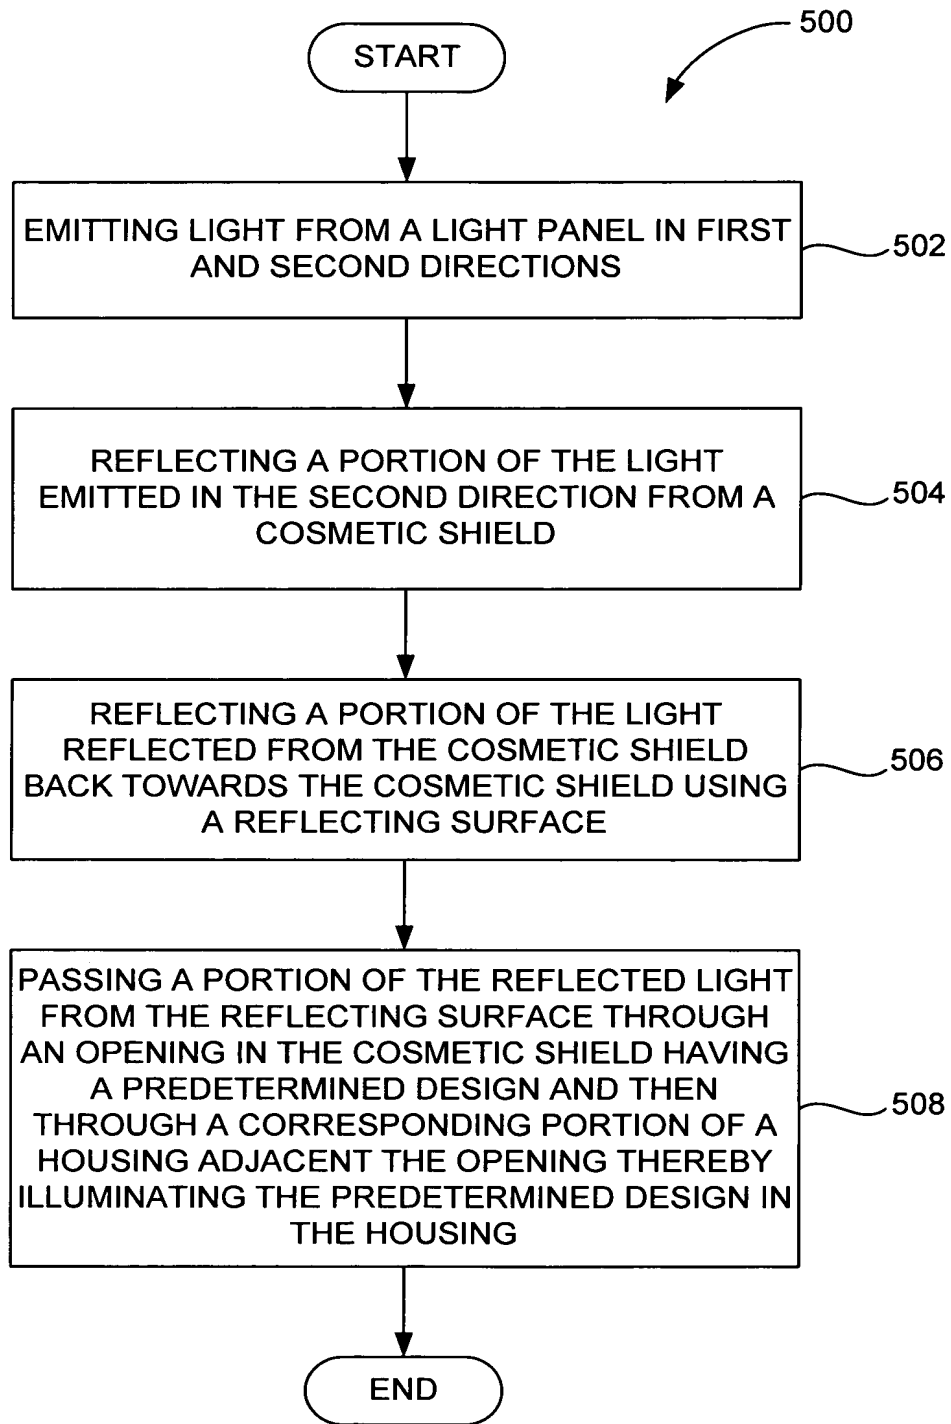 500
START
EMITTING LIGHT FROM A LIGHT PANEL IN FIRST
AND SECOND DIRECTIONS
502
REFLECTING A PORTION OF THE LIGHT
EMITTED IN THE SECOND DIRECTION FROM A
COSMETIC SHIELD
504
REFLECTING A PORTION OF THE LIGHT
REFLECTED FROM THE COSMETIC SHIELD
BACK TOWARDS THE COSMETIC SHIELD USING
A REFLECTING SURFACE
506
PASSING A PORTION OF THE REFLECTED LIGHT
FROM THE REFLECTING SURFACE THROUGH
AN OPENING IN THE COSMETIC SHIELD HAVING
A PREDETERMINED DESIGN AND THEN
THROUGH A CORRESPONDING PORTION OF A
HOUSING ADJACENT THE OPENING THEREBY
ILLUMINATING THE PREDETERMINED DESIGN IN
THE HOUSING
508
END